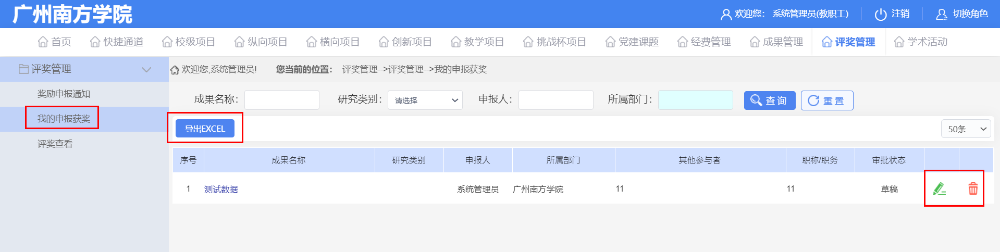 广州南方学院
欢迎您： 系统管理员(教职工) 注销 切换角色
首页 快捷通道 校级项目 纵向项目 横向项目 创新项目 教学项目 挑战杯项目 党建课题 经费管理 成果管理 评奖管理 学术活动
评奖管理
奖励申报通知
我的申报获奖
评奖查看
欢迎您,系统管理员! 您当前的位置： 评奖管理-->评奖管理-->我的申报获奖
成果名称： 研究类别： 请选择 申报人： 所属部门： 查询 重置
导出EXCEL 50条
序号 成果名称 研究类别 申报人 所属部门 其他参与者 职称/职务 审批状态
1 测试数据 系统管理员 广州南方学院 11 11 草稿